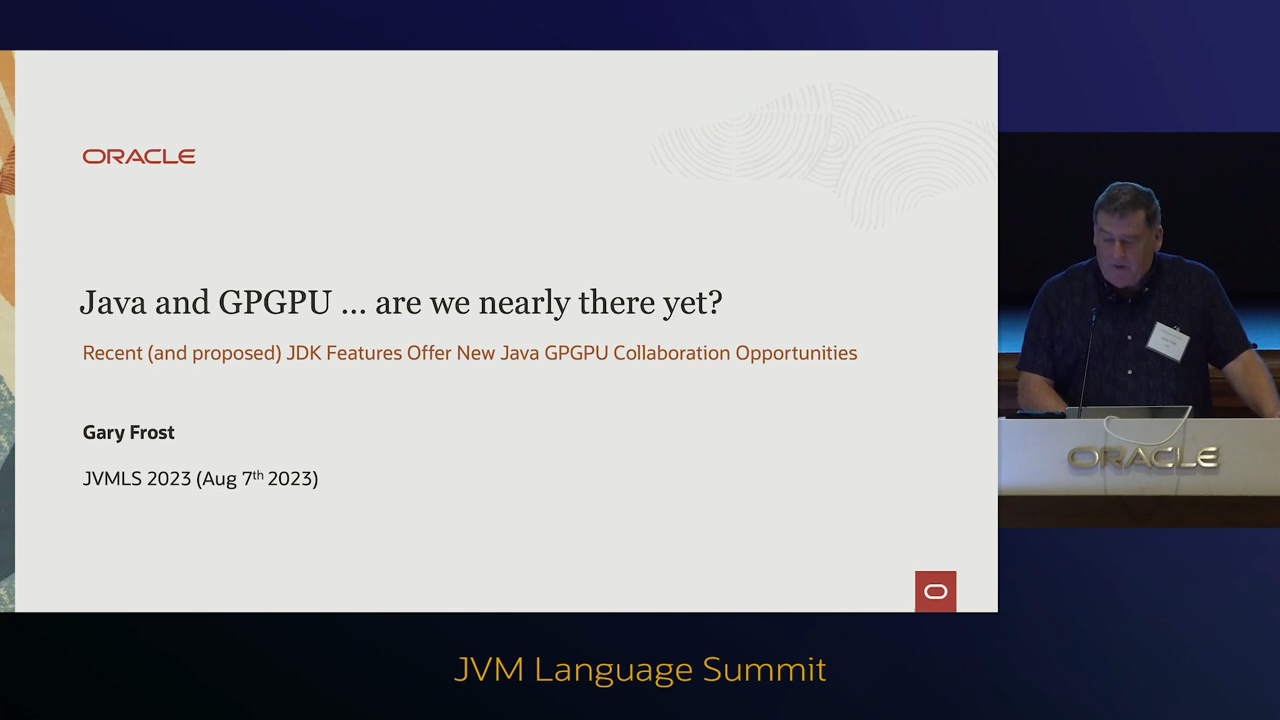 ORACLE
Java and GPGPU ... are we nearly there yet?
Recent (and proposed) JDK Features Offer New Java GPGPU Collaboration Opportunities
Gary Frost
JVMLS 2023 (Aug 7th 2023)
ORACLE
JVM Language Summit